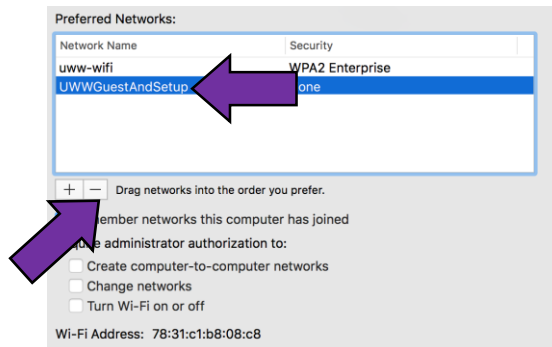 Preferred Networks:
Network Name Security
uww-wifi WPA2 Enterprise
UWWGuestAndSetup one
+ − Drag networks into the order you prefer.
ember networks this computer has joined
administrator authorization to:
Create computer-to-computer networks
Change networks
Turn Wi-Fi on or off
Wi-Fi Address: 78:31:c1:b8:08:c8